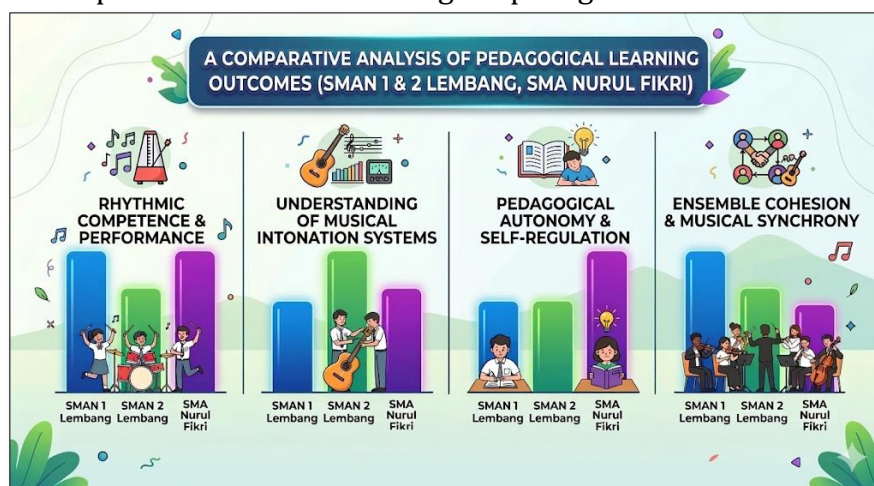 A COMPARATIVE ANALYSIS OF PEDAGOGICAL LEARNING
OUTCOMES (SMAN 1 & 2 LEMBANG, SMA NURUL FIKRI)
RHYTHMIC
COMPETENCE &
PERFORMANCE
SMAN 1
Lembang
SMAN 2
Lembang
SMA
Nurul
Fikri
UNDERSTANDING
OF MUSICAL
INTONATION SYSTEMS
SMAN 1
Lembang
SMAN 2
Lembang
SMA
Nurul
Fikri
PEDAGOGICAL
AUTONOMY &
SELF-REGULATION
SMAN 1
Lembang
SMAN 2
Lembang
SMA
Nurul
Fikri
ENSEMBLE COHESION
& MUSICAL SYNCHRONY
SMAN 1
Lembang
SMAN 2
Lembang
SMA
Nurul
Fikri